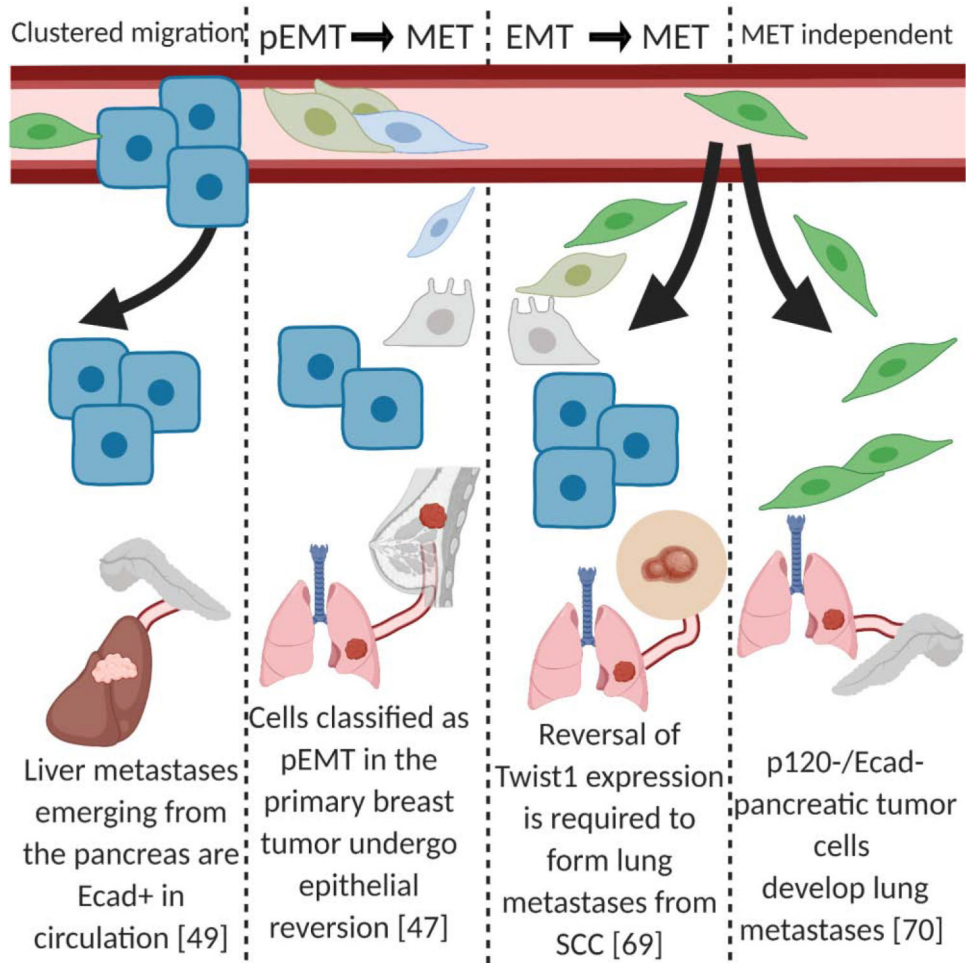 Clustered migration
pEMT → MET
EMT → MET
MET independent
Liver metastases
emerging from
the pancreas are
Ecad+ in
circulation [49]
Cells classified as
pEMT in the
primary breast
tumor undergo
epithelial
reversion [47]
Reversal of
Twist1 expression
is required to
form lung
metastases from
SCC [69]
p120-/Ecad-
pancreatic tumor
cells
develop lung
metastases [70]